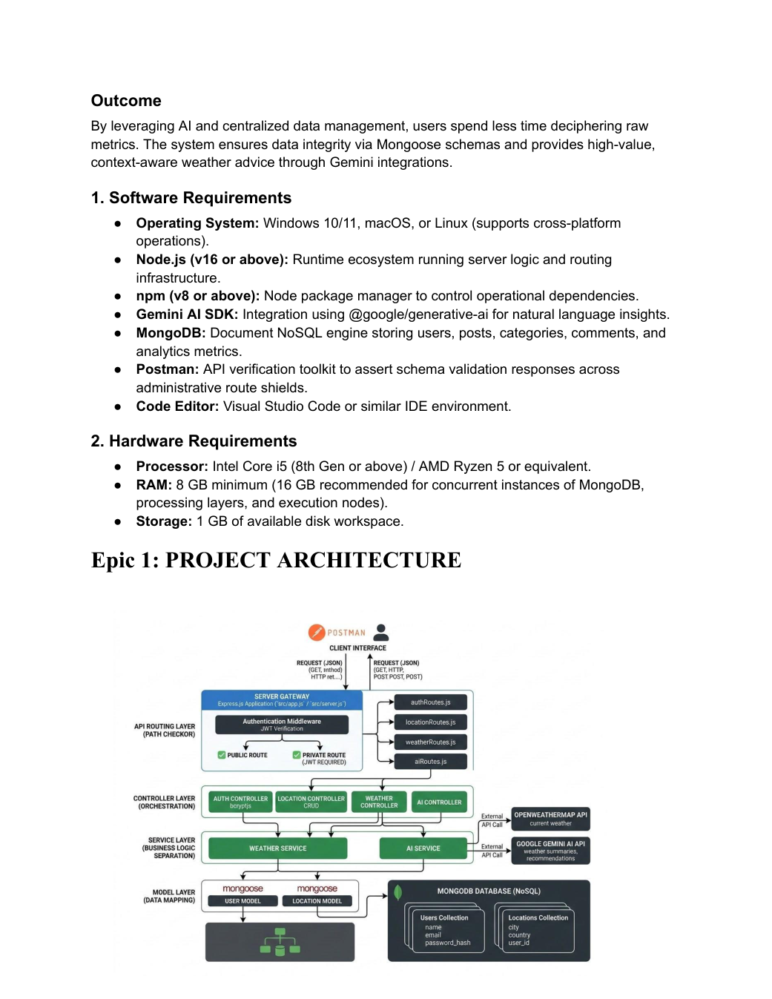 Outcome
By leveraging AI and centralized data management, users spend less time deciphering raw
metrics. The system ensures data integrity via Mongoose schemas and provides high-value,
context-aware weather advice through Gemini integrations.
1. Software Requirements
● Operating System: Windows 10/11, macOS, or Linux (supports cross-platform
operations).
● Node.js (v16 or above): Runtime ecosystem running server logic and routing
infrastructure.
● npm (v8 or above): Node package manager to control operational dependencies.
● Gemini AI SDK: Integration using @google/generative-ai for natural language insights.
● MongoDB: Document NoSQL engine storing users, posts, categories, comments, and
analytics metrics.
● Postman: API verification toolkit to assert schema validation responses across
administrative route shields.
● Code Editor: Visual Studio Code or similar IDE environment.
2. Hardware Requirements
● Processor: Intel Core i5 (8th Gen or above) / AMD Ryzen 5 or equivalent.
● RAM: 8 GB minimum (16 GB recommended for concurrent instances of MongoDB,
processing layers, and execution nodes).
● Storage: 1 GB of available disk workspace.
Epic 1: PROJECT ARCHITECTURE
POSTMAN
CLIENT INTERFACE
REQUEST (JSON)
(GET,
HTTP ret....)
REQUEST (JSON)
(GET, HTTP,
POST POST, POST)
SERVER GATEWAY
Express.js Application ('src/app.js' / 'src/server.js')
Authentication Middleware
JWT Verification
PUBLIC ROUTE
PRIVATE ROUTE
(JWT REQUIRED)
authRoutes.js
locationRoutes.js
weatherRoutes.js
aiRoutes.js
API ROUTING LAYER
(PATH CHECKOR)
CONTROLLER LAYER
(ORCHESTRATION)
AUTH CONTROLLER
bcryptjs
LOCATION CONTROLLER
CRUD
WEATHER
CONTROLLER
AI CONTROLLER
SERVICE LAYER
(BUSINESS LOGIC
SEPARATION)
WEATHER SERVICE
AI SERVICE
External
API Call
OPENWEATHERMAP API
current weather
External
API Call
GOOGLE GEMINI AI API
weather summaries,
recommendations
MODEL LAYER
(DATA MAPPING)
mongoose
USER MODEL
mongoose
LOCATION MODEL
MONGODB DATABASE (NoSQL)
Users Collection
name
email
password_hash
Locations Collection
city
country
user_id